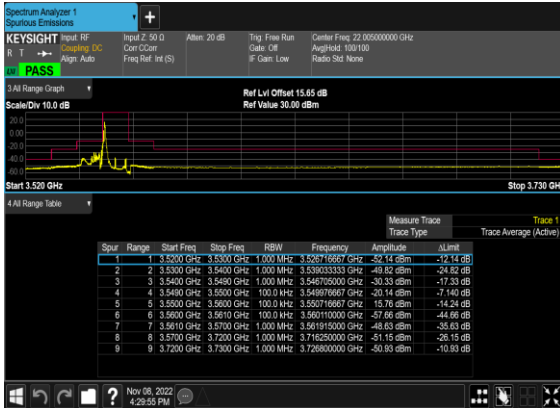 Spectrum Analyzer 1
Spurious Emissions
+
KEYSIGHT Input: RF Input Z: 50 Ω Atten: 20 dB Trig: Free Run Center Freq: 22.005000000 GHz
R T Coupling: DC Corr CCorr Gate: Off Avg|Hold: 100/100
Align: Auto Freq Ref: Int (S) IF Gain: Low Radio Std: None
PASS
3 All Range Graph Ref Lvl Offset 15.65 dB
Scale/Div 10.0 dB Ref Value 30.00 dBm
20.0
0.00
-20.0
-40.0
-60.0
Start 3.520 GHz Stop 3.730 GH
4 All Range Table
Measure Trace Trace 1
Trace Type Trace Average (Active)
Spur Range Start Freq Stop Freq RBW Frequency Amplitude ΔLimit
1 1 3.5200 GHz 3.5300 GHz 1.000 MHz 3.526716667 GHz -52.14 dBm -12.14 dB
2 2 3.5300 GHz 3.5400 GHz 1.000 MHz 3.539033333 GHz -49.82 dBm -24.82 dB
3 3 3.5400 GHz 3.5490 GHz 1.000 MHz 3.546705000 GHz -30.33 dBm -17.33 dB
4 4 3.5490 GHz 3.5500 GHz 100.0 kHz 3.549976667 GHz -20.14 dBm -7.140 dB
5 5 3.5500 GHz 3.5600 GHz 100.0 kHz 3.550716667 GHz 15.76 dBm -14.24 dB
6 6 3.5600 GHz 3.5610 GHz 100.0 kHz 3.560110000 GHz -57.66 dBm -44.66 dB
7 7 3.5610 GHz 3.5700 GHz 1.000 MHz 3.561915000 GHz -48.63 dBm -35.63 dB
8 8 3.5700 GHz 3.7200 GHz 1.000 MHz 3.716250000 GHz -51.15 dBm -26.15 dB
9 9 3.7200 GHz 3.7300 GHz 1.000 MHz 3.726800000 GHz -50.93 dBm -10.93 dB
? Nov 08, 2022
4:29:55 PM